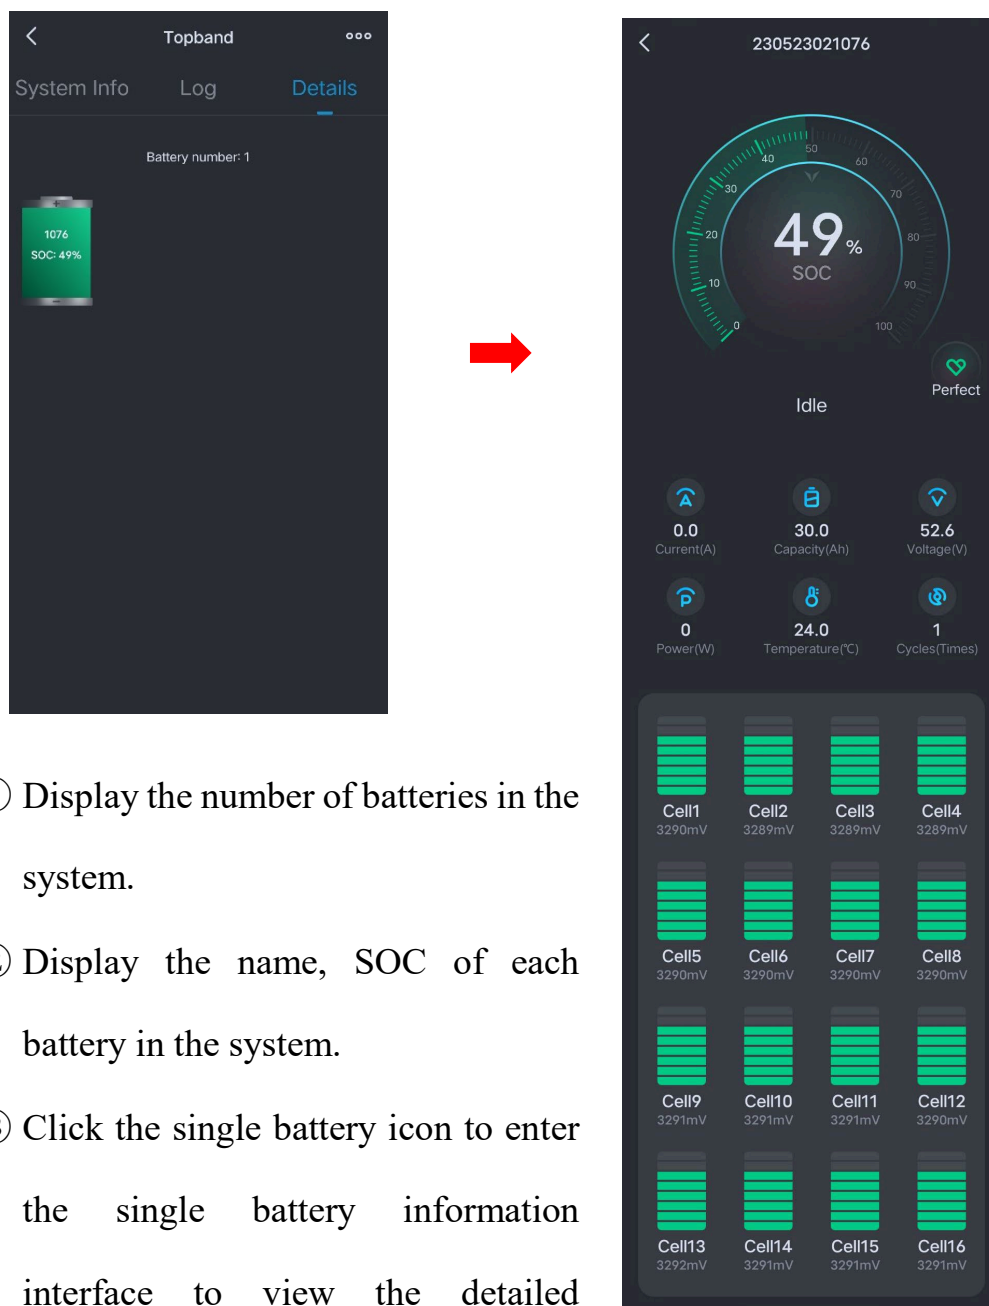 Topband
System Info Log Details
Battery number: 1
+
1076
SOC: 49%
Display the number of batteries in the
system.
Display the name, SOC of each
battery in the system.
Click the single battery icon to enter
the single battery information
interface to view the detailed
230523021076
0 10 20 30 40 50 60 70 80 90 100
49%
SOC
Perfect
Idle
0.0 30.0 52.6
Current(A) Capacity(Ah) Voltage(V)
0 24.0 1
Power(W) Temperature(℃) Cycles(Times)
Cell1 Cell2 Cell3 Cell4
3290mV 3289mV 3289mV 3289mV
Cell5 Cell6 Cell7 Cell8
3290mV 3290mV 3290mV 3290mV
Cell9 Cell10 Cell11 Cell12
3291mV 3291mV 3291mV 3290mV
Cell13 Cell14 Cell15 Cell16
3292mV 3291mV 3291mV 3291mV